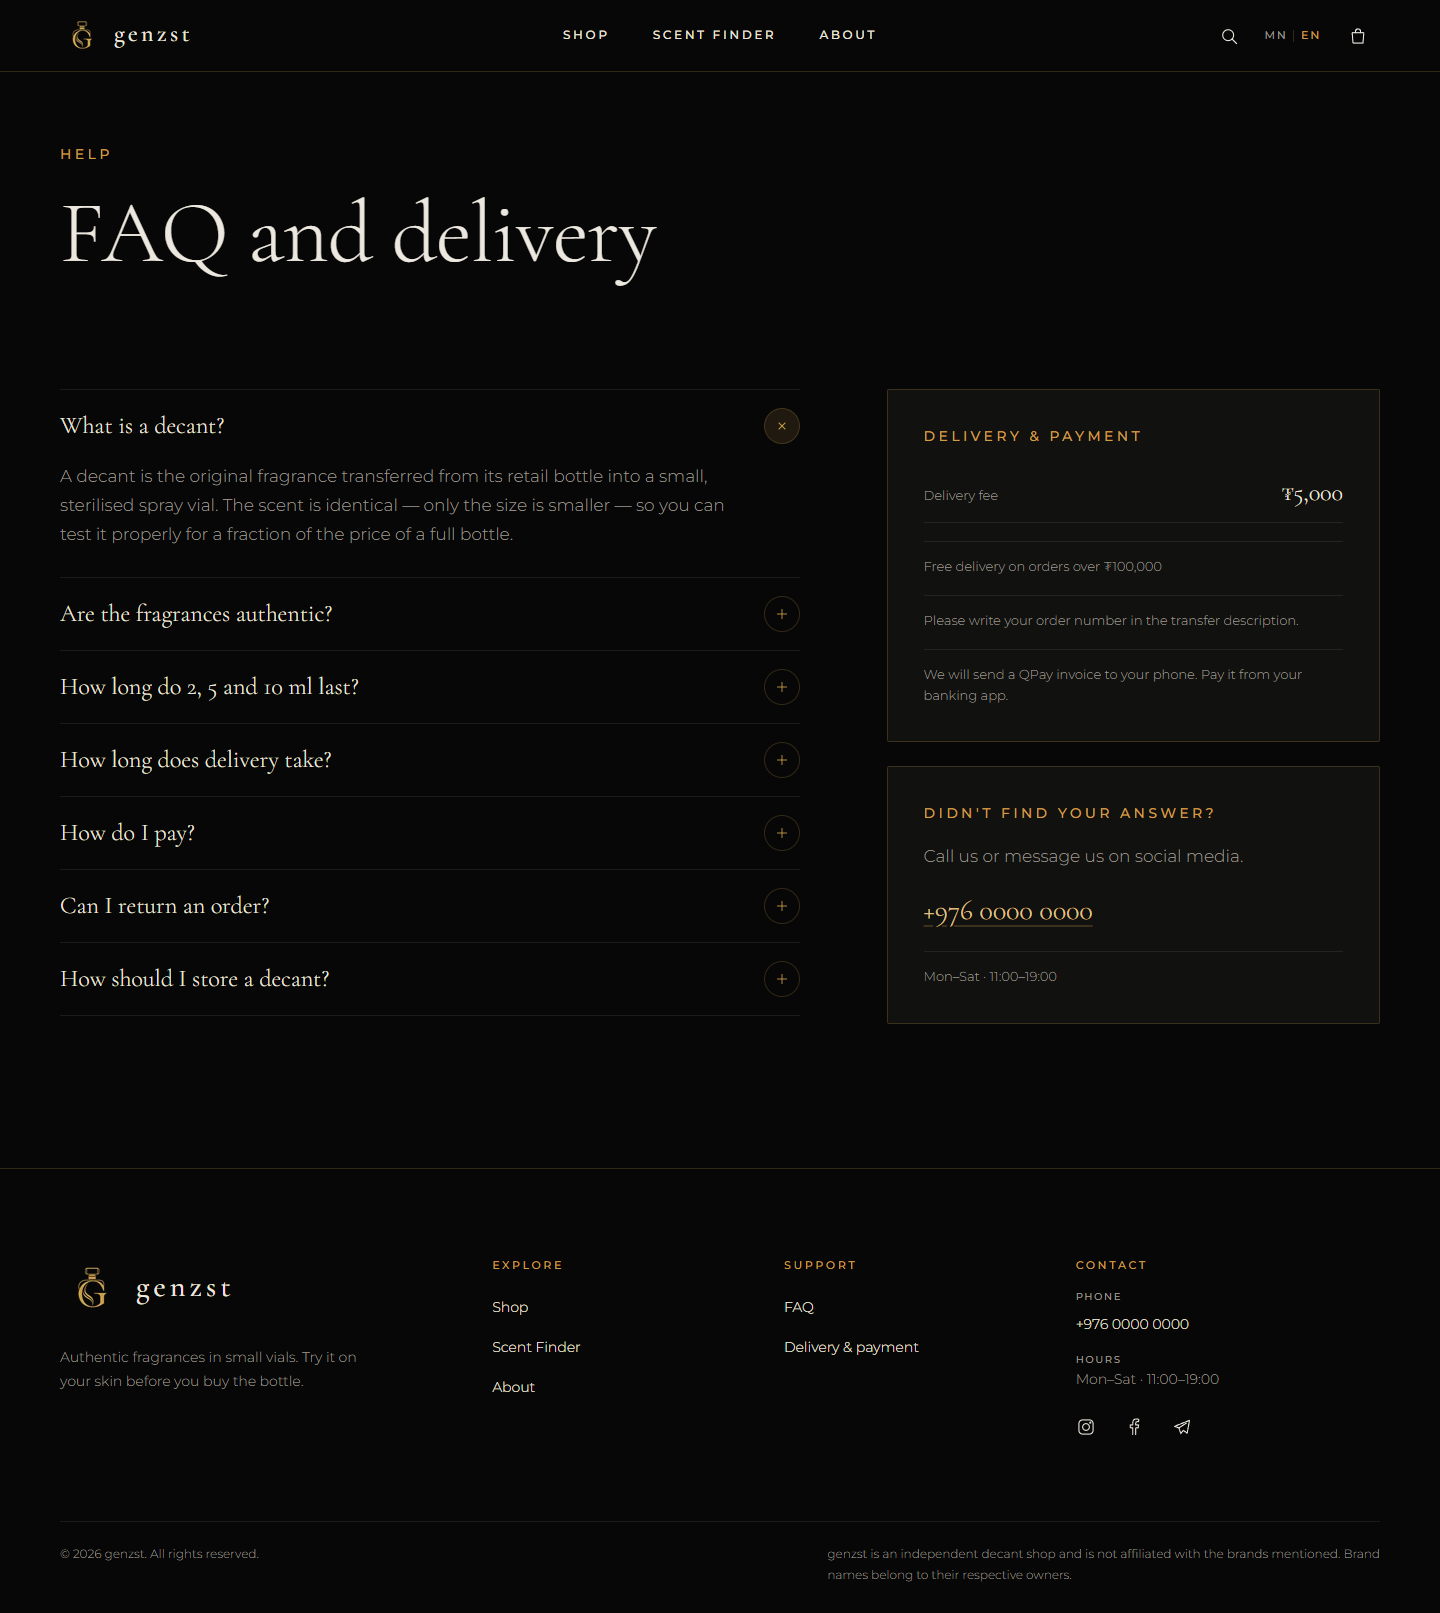 genzst
SHOP
SCENT FINDER
ABOUT
MN | EN
HELP
FAQ and delivery
What is a decant?
A decant is the original fragrance transferred from its retail bottle into a small,
sterilised spray vial. The scent is identical — only the size is smaller — so you can
test it properly for a fraction of the price of a full bottle.
Are the fragrances authentic?
How long do 2, 5 and 10 ml last?
How long does delivery take?
How do I pay?
Can I return an order?
How should I store a decant?
DELIVERY & PAYMENT
Delivery fee
₮5,000
Free delivery on orders over ₮100,000
Please write your order number in the transfer description.
We will send a QPay invoice to your phone. Pay it from your
banking app.
DIDN'T FIND YOUR ANSWER?
Call us or message us on social media.
+976 0000 0000
Mon–Sat · 11:00–19:00
genzst
Authentic fragrances in small vials. Try it on
your skin before you buy the bottle.
EXPLORE
Shop
Scent Finder
About
SUPPORT
FAQ
Delivery & payment
CONTACT
PHONE
+976 0000 0000
HOURS
Mon–Sat · 11:00–19:00
© 2026 genzst. All rights reserved.
genzst is an independent decant shop and is not affiliated with the brands mentioned. Brand
names belong to their respective owners.